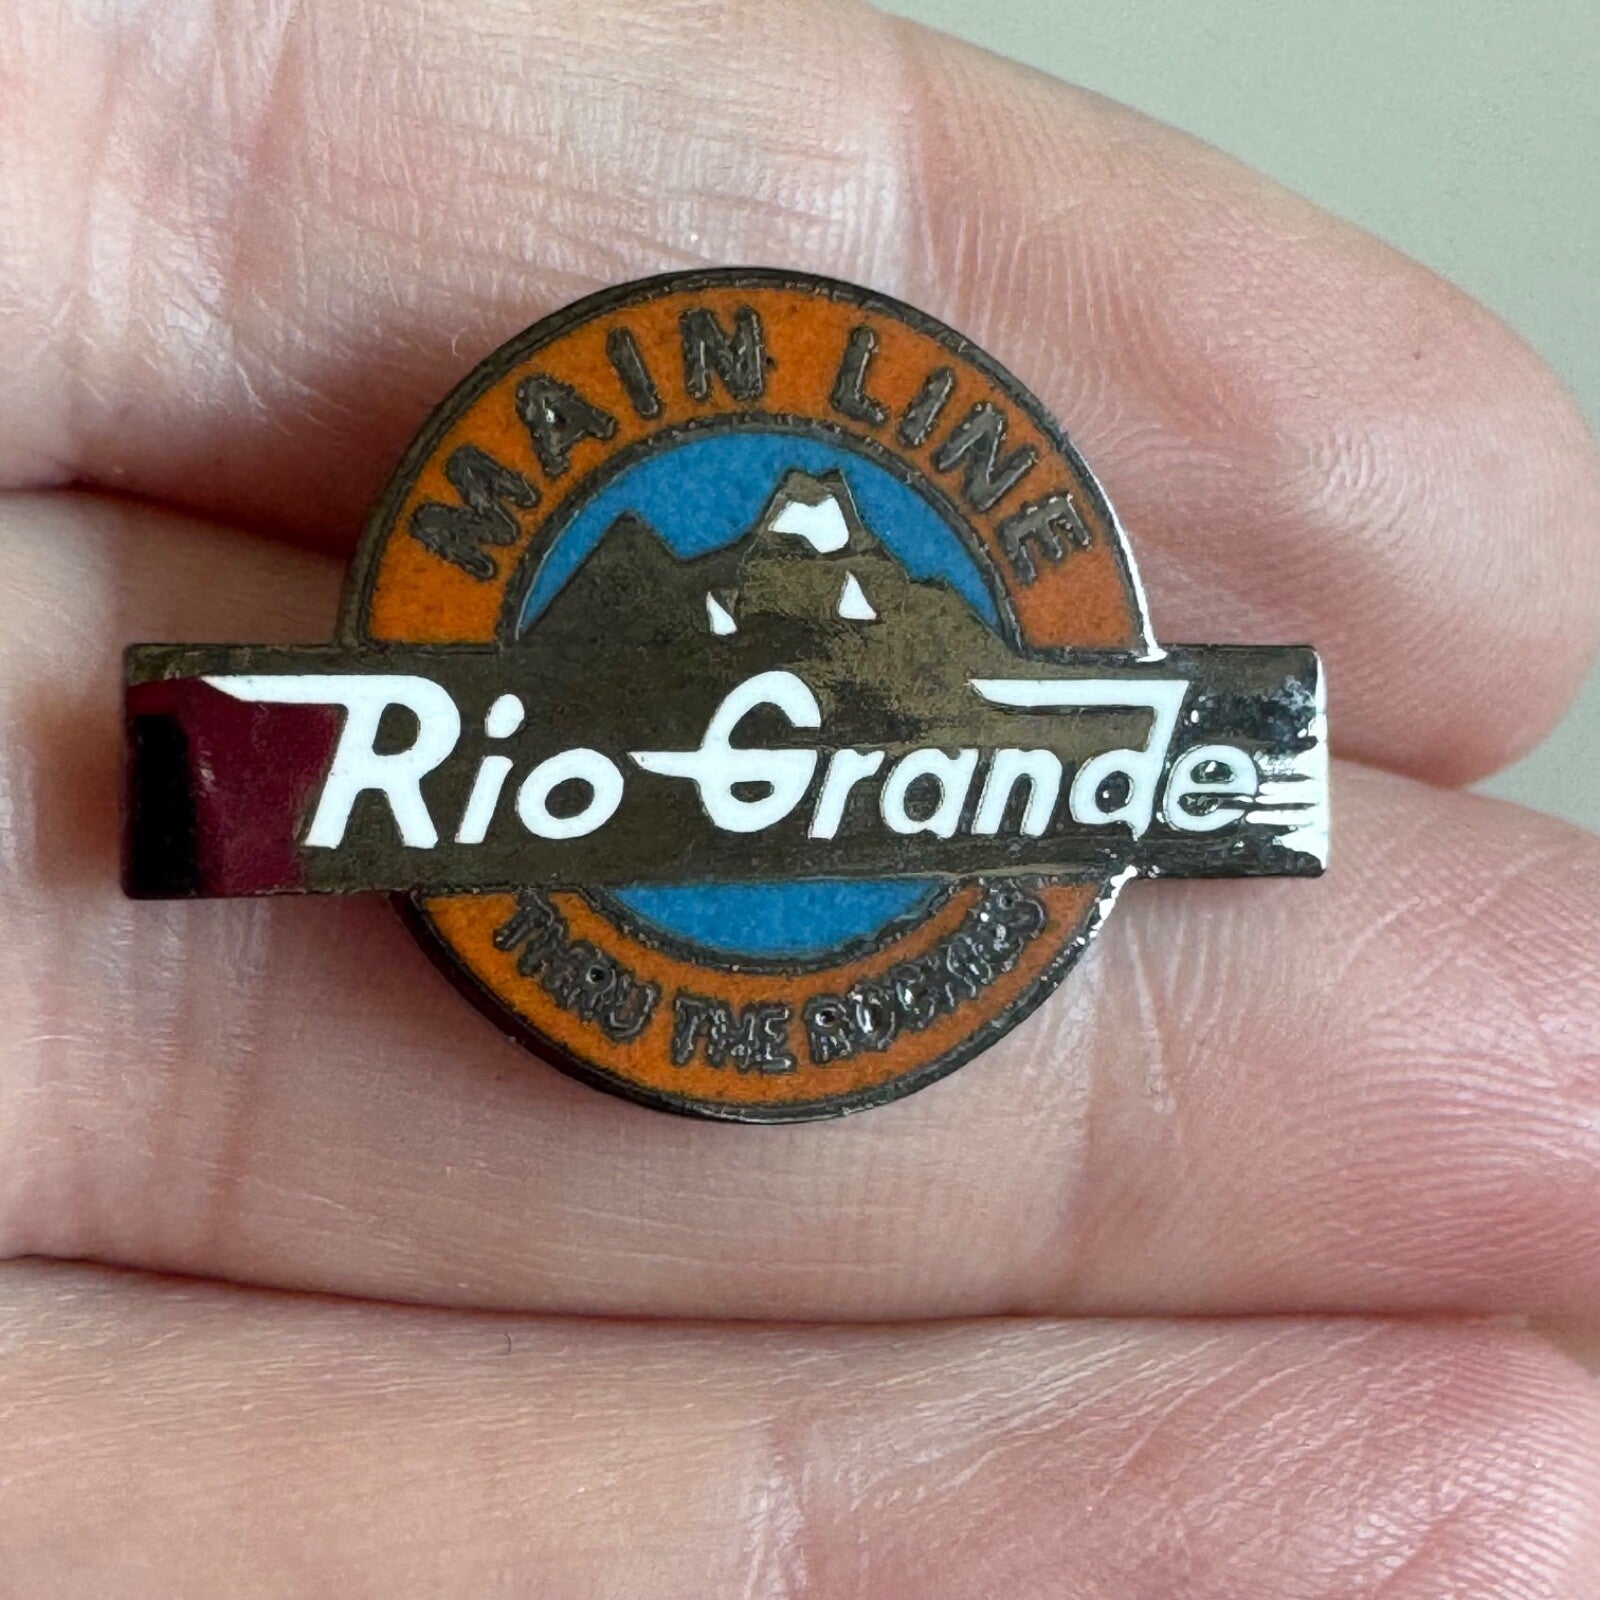 MAIN LINE
Rio Grande
THRU THE ROCKIES